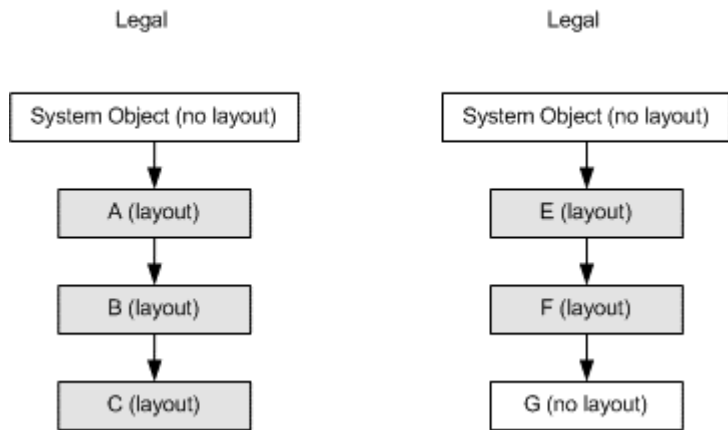 Legal
System Object (no layout)
A (layout)
B (layout)
C (layout)
Legal
System Object (no layout)
E (layout)
F (layout)
G (no layout)